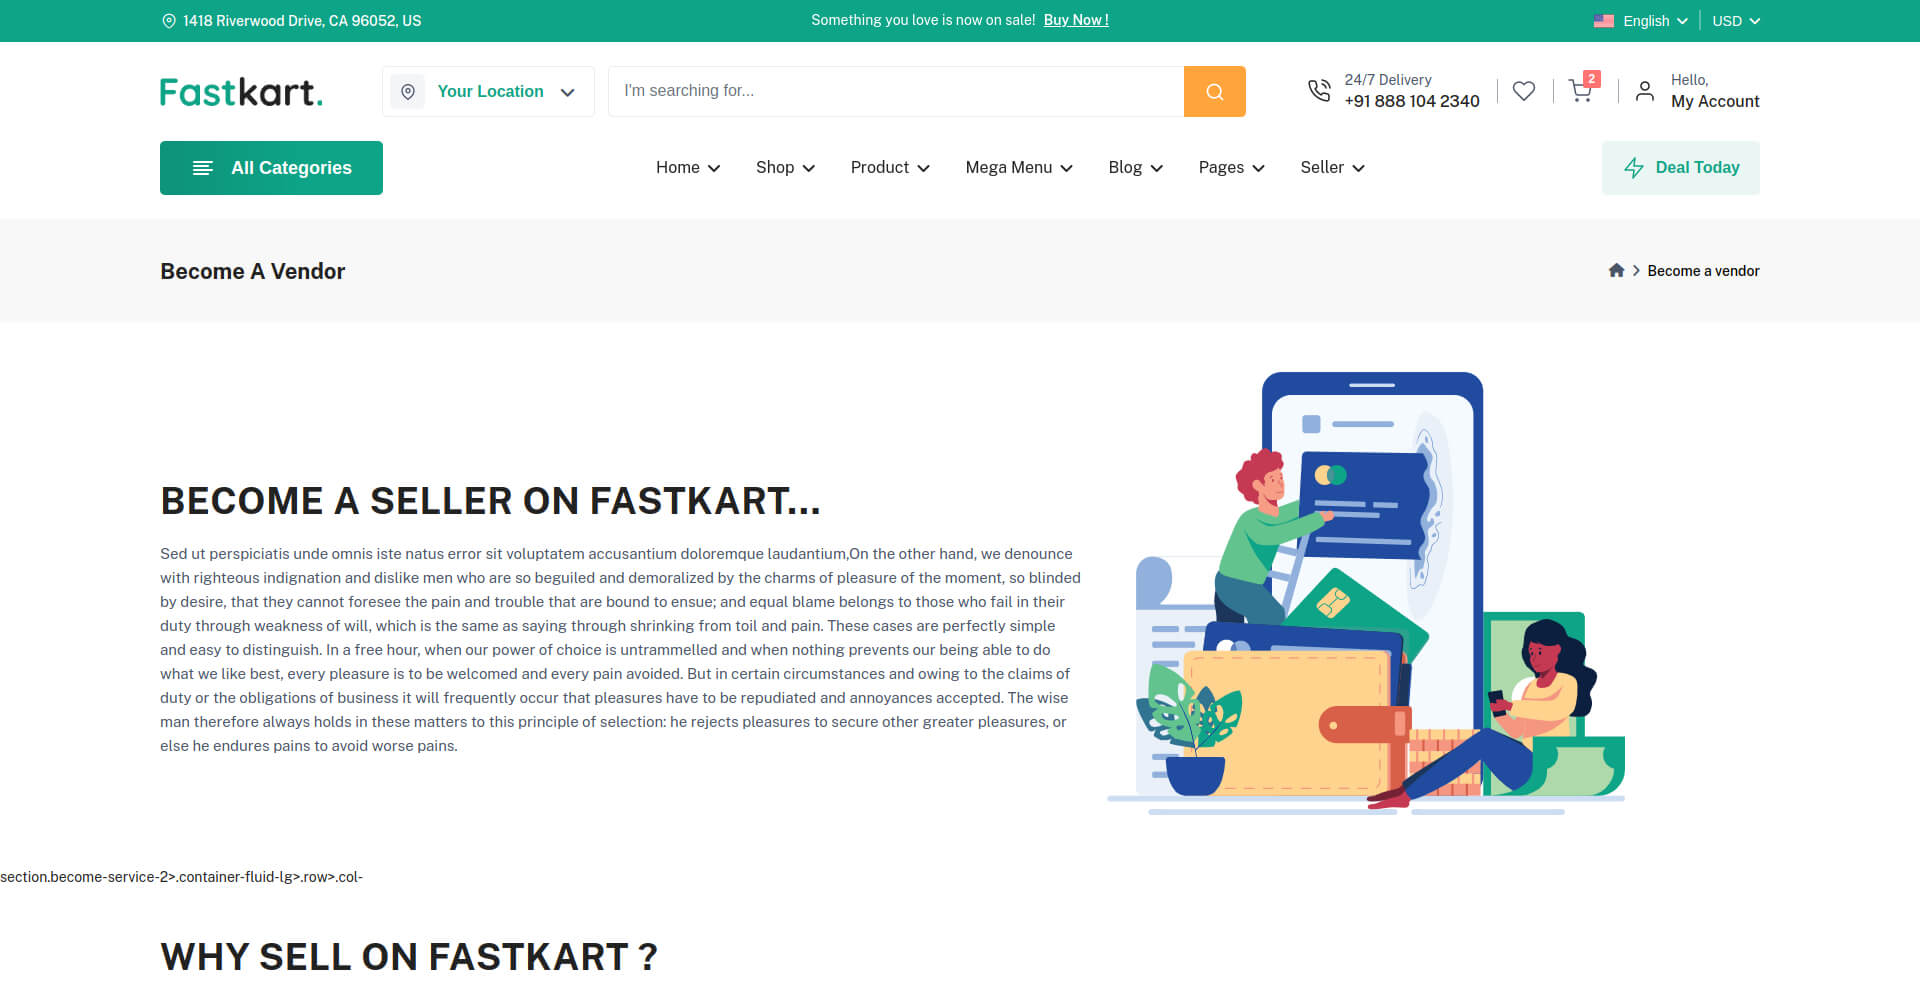 1418 Riverwood Drive, CA 96052, US
Something you love is now on sale! Buy Now !
English
USD
Fastkart.
Your Location
I'm searching for...
24/7 Delivery
+91 888 104 2340
2
Hello,
My Account
All Categories
Home
Shop
Product
Mega Menu
Blog
Pages
Seller
Deal Today
Become A Vendor
Become a vendor
BECOME A SELLER ON FASTKART...
Sed ut perspiciatis unde omnis iste natus error sit voluptatem accusantium doloremque laudantium,On the other hand, we denounce
with righteous indignation and dislike men who are so beguiled and demoralized by the charms of pleasure of the moment, so blinded
by desire, that they cannot foresee the pain and trouble that are bound to ensue; and equal blame belongs to those who fail in their
duty through weakness of will, which is the same as saying through shrinking from toil and pain. These cases are perfectly simple
and easy to distinguish. In a free hour, when our power of choice is untrammelled and when nothing prevents our being able to do
what we like best, every pleasure is to be welcomed and every pain avoided. But in certain circumstances and owing to the claims of
duty or the obligations of business it will frequently occur that pleasures have to be repudiated and annoyances accepted. The wise
man therefore always holds in these matters to this principle of selection: he rejects pleasures to secure other greater pleasures, or
else he endures pains to avoid worse pains.
section.become-service-2>.container-fluid-lg>.row>.col-
WHY SELL ON FASTKART ?